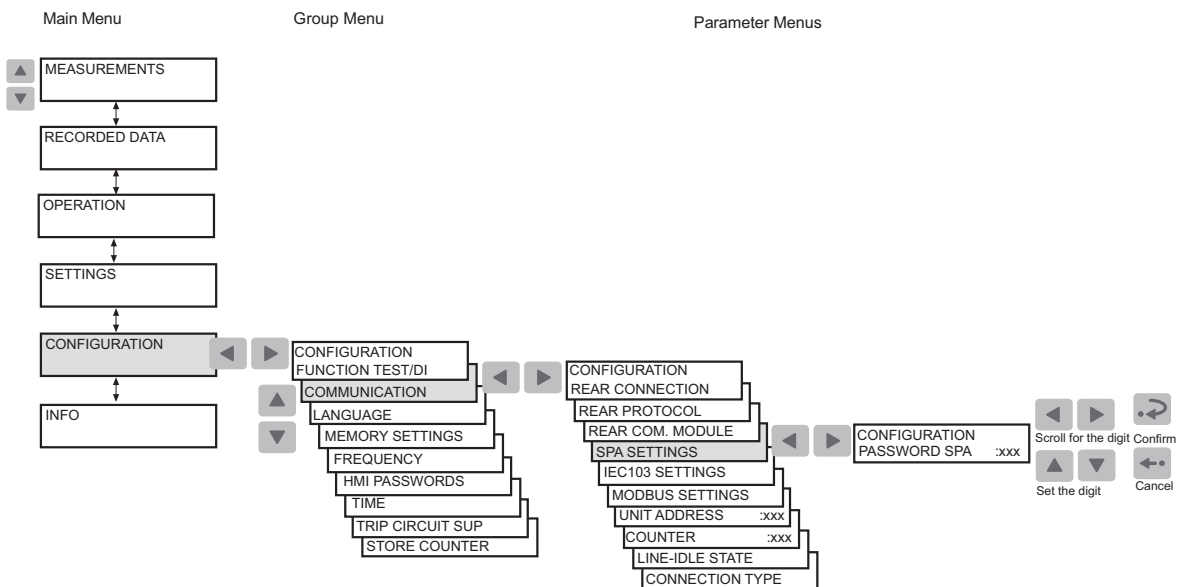 Main Menu
Group Menu
Parameter Menus
MEASUREMENTS
RECORDED DATA
OPERATION
SETTINGS
CONFIGURATION
INFO
CONFIGURATION
FUNCTION TEST/DI
COMMUNICATION
LANGUAGE
MEMORY SETTINGS
FREQUENCY
HMI PASSWORDS
TIME
TRIP CIRCUIT SUP
STORE COUNTER
CONFIGURATION
REAR CONNECTION
REAR PROTOCOL
REAR COM. MODULE
SPA SETTINGS
IEC103 SETTINGS
MODBUS SETTINGS
UNIT ADDRESS :xxx
COUNTER :xxx
LINE-IDLE STATE
CONNECTION TYPE
CONFIGURATION
PASSWORD SPA :xxx
Scroll for the digit
Confirm
Set the digit
Cancel